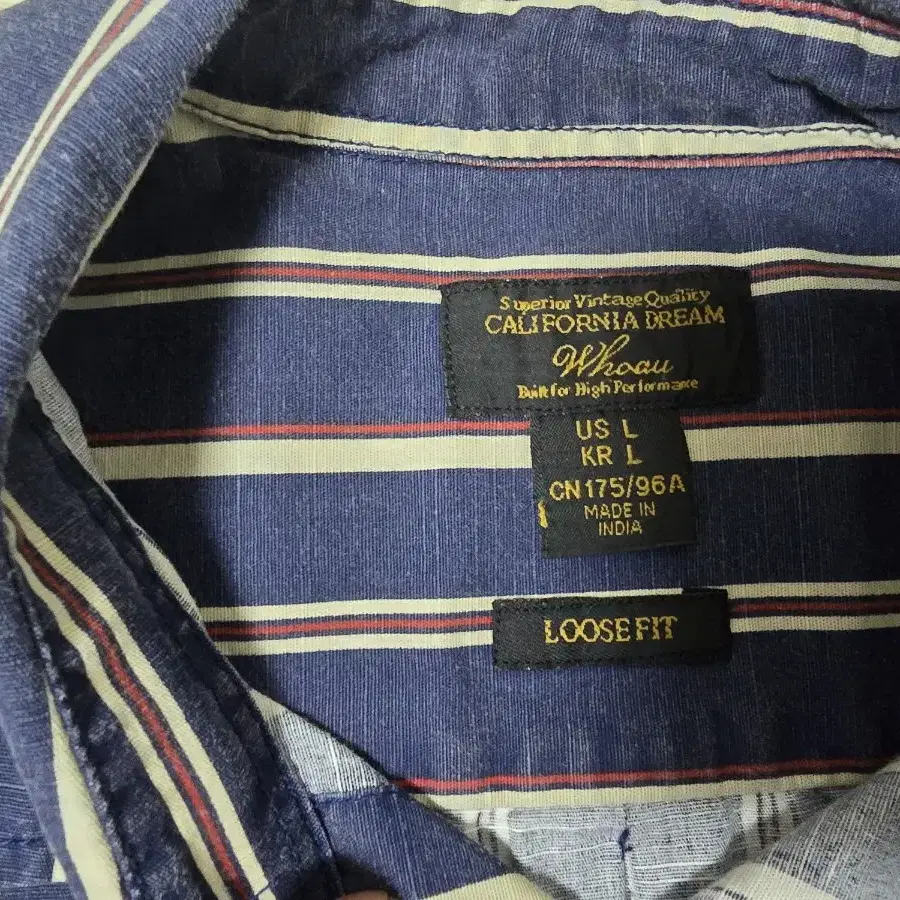 Superior Vintage Quality
CALIFORNIA DREAM
Whoau
Built for High Performance
US L
KR L
CN175/96A
MADE IN
INDIA
LOOSE FIT